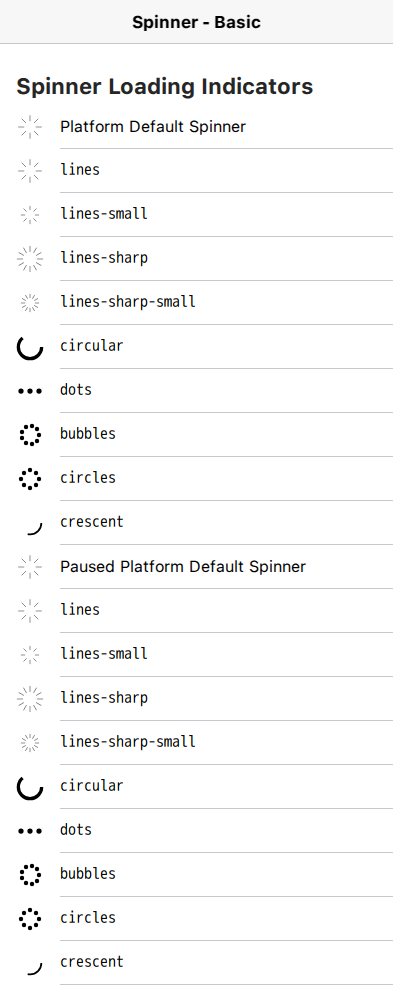 Spinner - Basic
Spinner Loading Indicators
Platform Default Spinner
lines
lines-small
lines-sharp
lines-sharp-small
circular
dots
bubbles
circles
crescent
Paused Platform Default Spinner
lines
lines-small
lines-sharp
lines-sharp-small
circular
dots
bubbles
circles
crescent